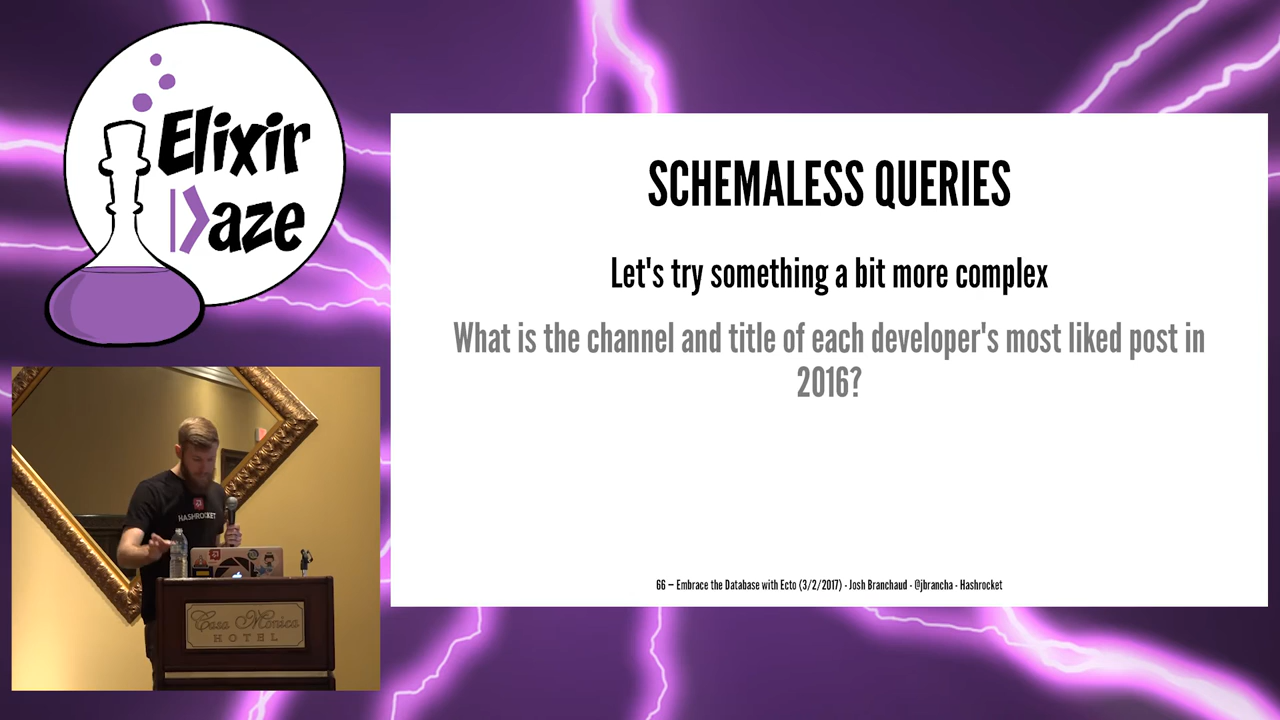 Elixir
Daze
SCHEMALESS QUERIES
Let's try something a bit more complex
What is the channel and title of each developer's most liked post in
2016?
66 – Embrace the Database with Ecto (3/2/2017) - Josh Branchaud - @jbrancha - Hashrocket
HASHROCKET
Casa Monica
HOTEL